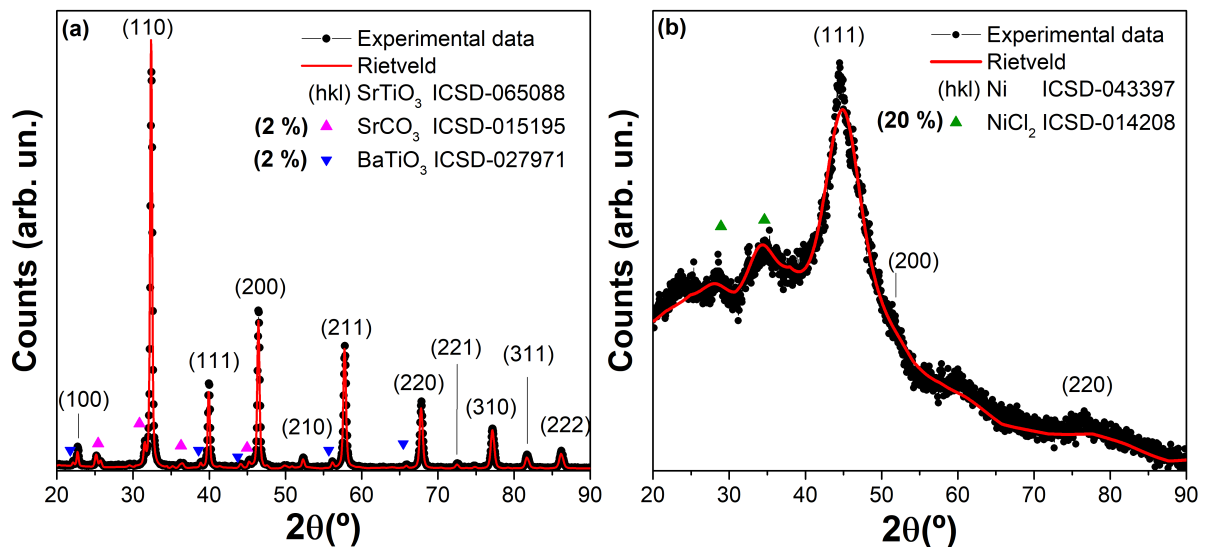 (a)
(110)
Experimental data
Rietveld
(hkl) SrTiO₃ ICSD-065088
(2 %) ▲ SrCO₃ ICSD-015195
(2 %) ▼ BaTiO₃ ICSD-027971
(200)
(211)
(111)
(221)
(311)
(220)
(100)
(210)
(310)
(222)
Counts (arb. un.)
20 30 40 50 60 70 80 90
2θ(º)
(b)
(111)
Experimental data
Rietveld
(hkl) Ni ICSD-043397
(20 %) ▲ NiCl₂ ICSD-014208
(200)
(220)
Counts (arb. un.)
20 30 40 50 60 70 80 90
2θ(º)